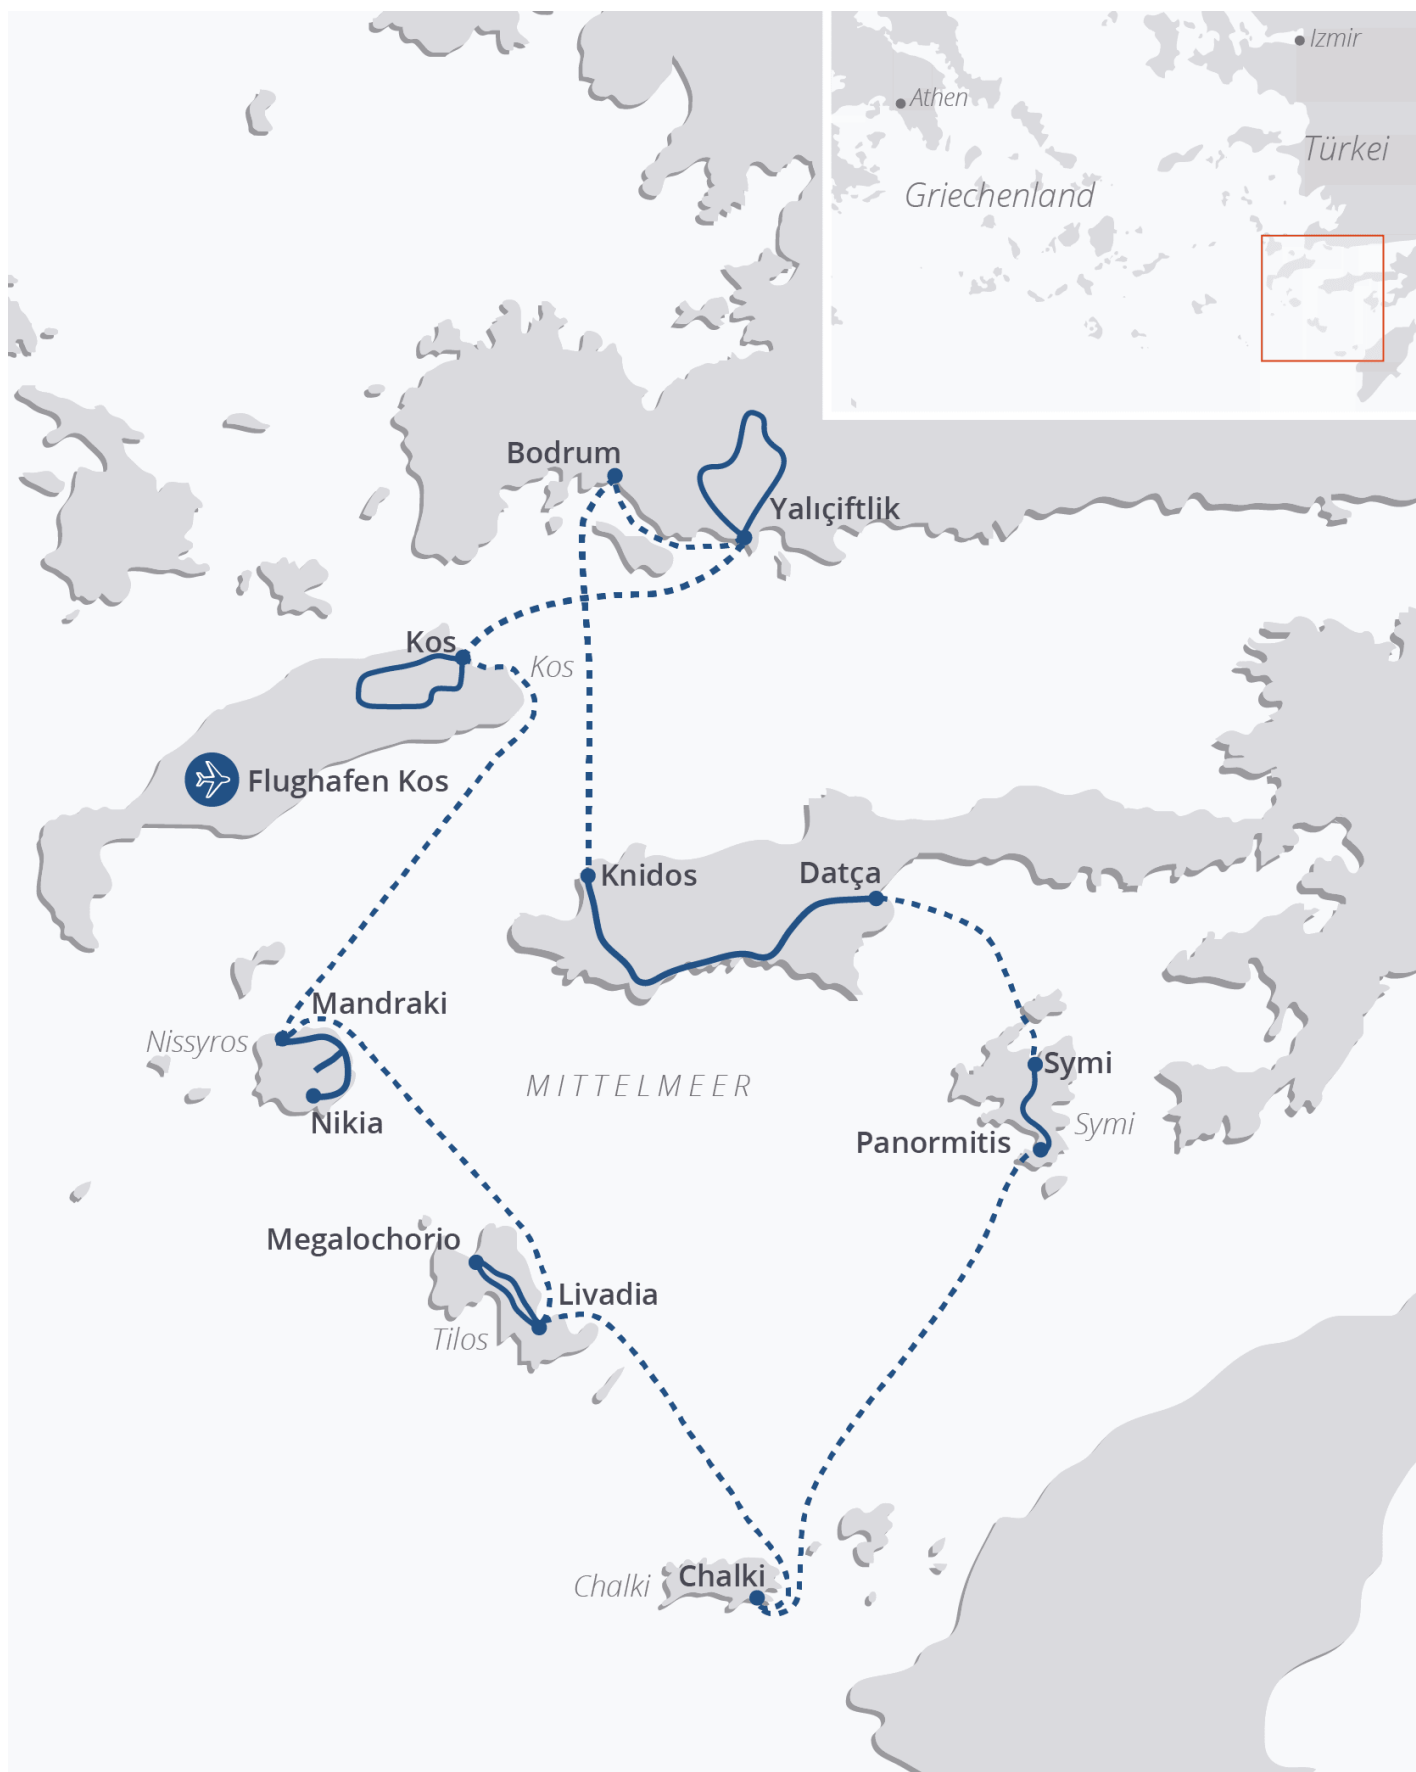 Izmir
Athen
Türkei
Griechenland
Bodrum
Yalıçiftlik
Kos
Kos
Flughafen Kos
Knidos
Datça
Mandraki
Nissyros
Symi
MITTELMEER
Nikia
Symi
Panormitis
Megalochorio
Livadia
Tilos
Chalki
Chalki